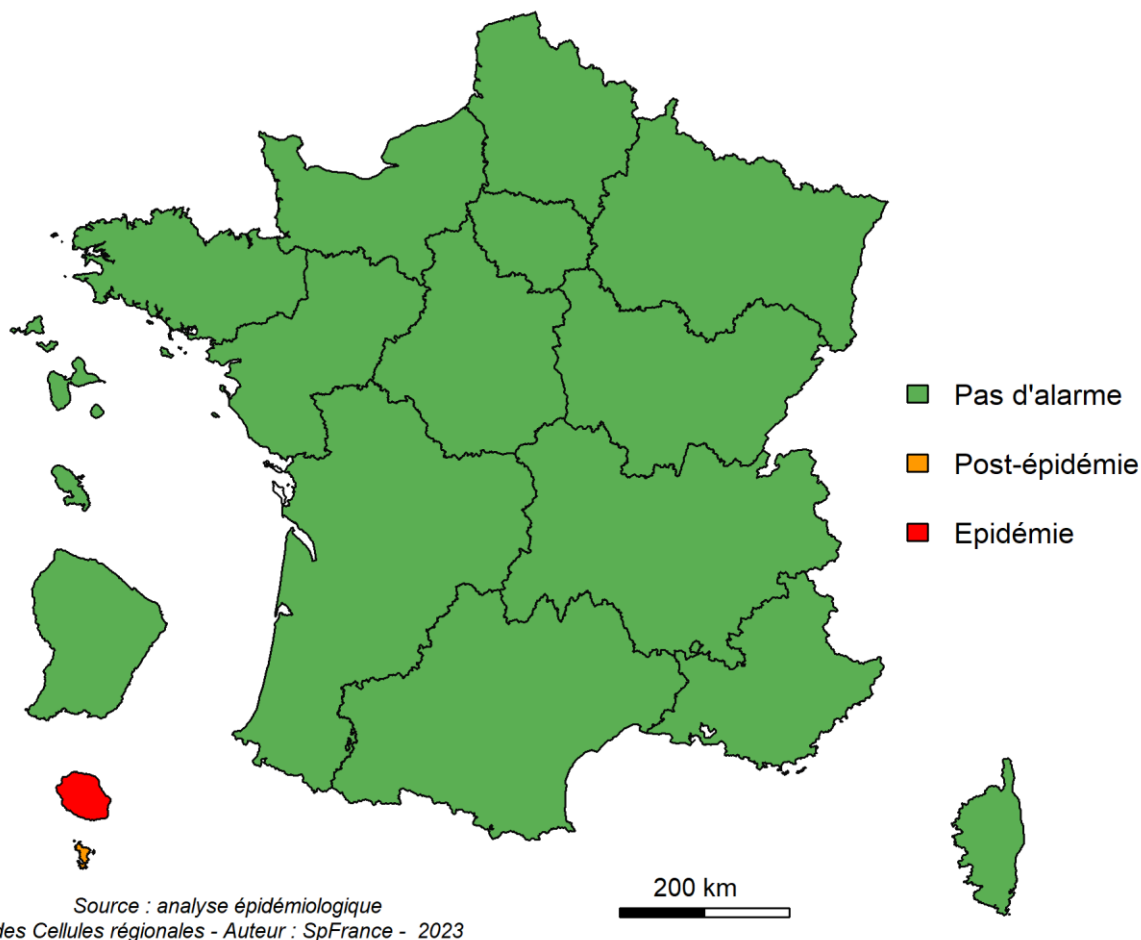 Pas d'alarme
Post-épidémie
Epidémie
200 km
Source : analyse épidémiologique
des Cellules régionales - Auteur : SpFrance - 2023